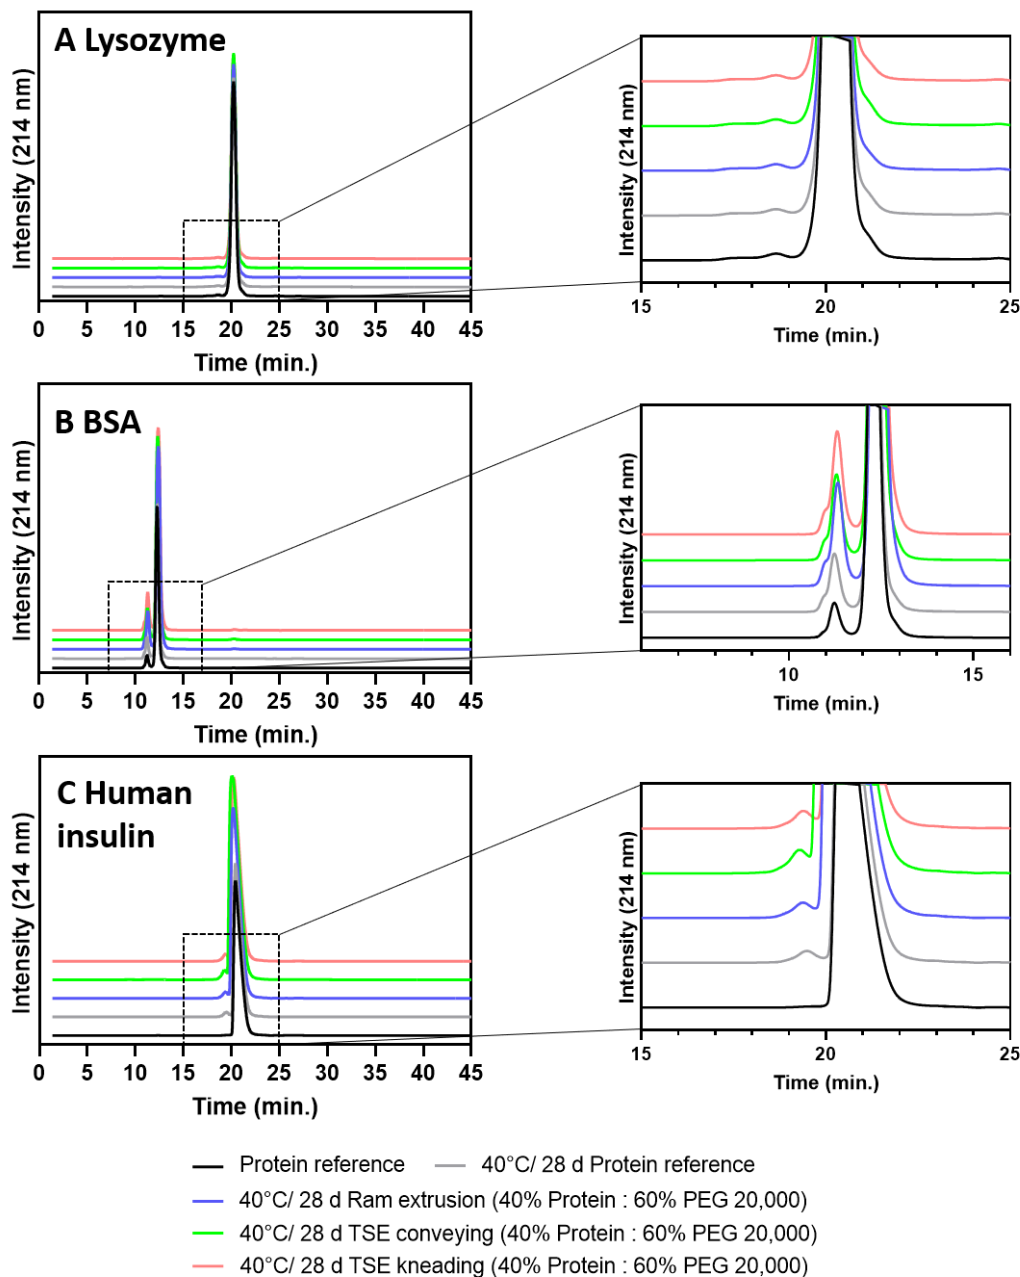 A Lysozyme
Intensity (214 nm)
0 5 10 15 20 25 30 35 40 45
Time (min.)
Intensity (214 nm
15 20 25
Time (min.)
B BSA
Intensity (214 nm)
0 5 10 15 20 25 30 35 40 45
Time (min.)
Intensity (214 nm
10 15
Time (min.)
C Human
insulin
Intensity (214 nm)
0 5 10 15 20 25 30 35 40 45
Time (min.)
Intensity (214 nm
15 20 25
Time (min.)
Protein reference
40°C/ 28 d Protein reference
40°C/ 28 d Ram extrusion (40% Protein : 60% PEG 20,000)
40°C/ 28 d TSE conveying (40% Protein : 60% PEG 20,000)
40°C/ 28 d TSE kneading (40% Protein : 60% PEG 20,000)